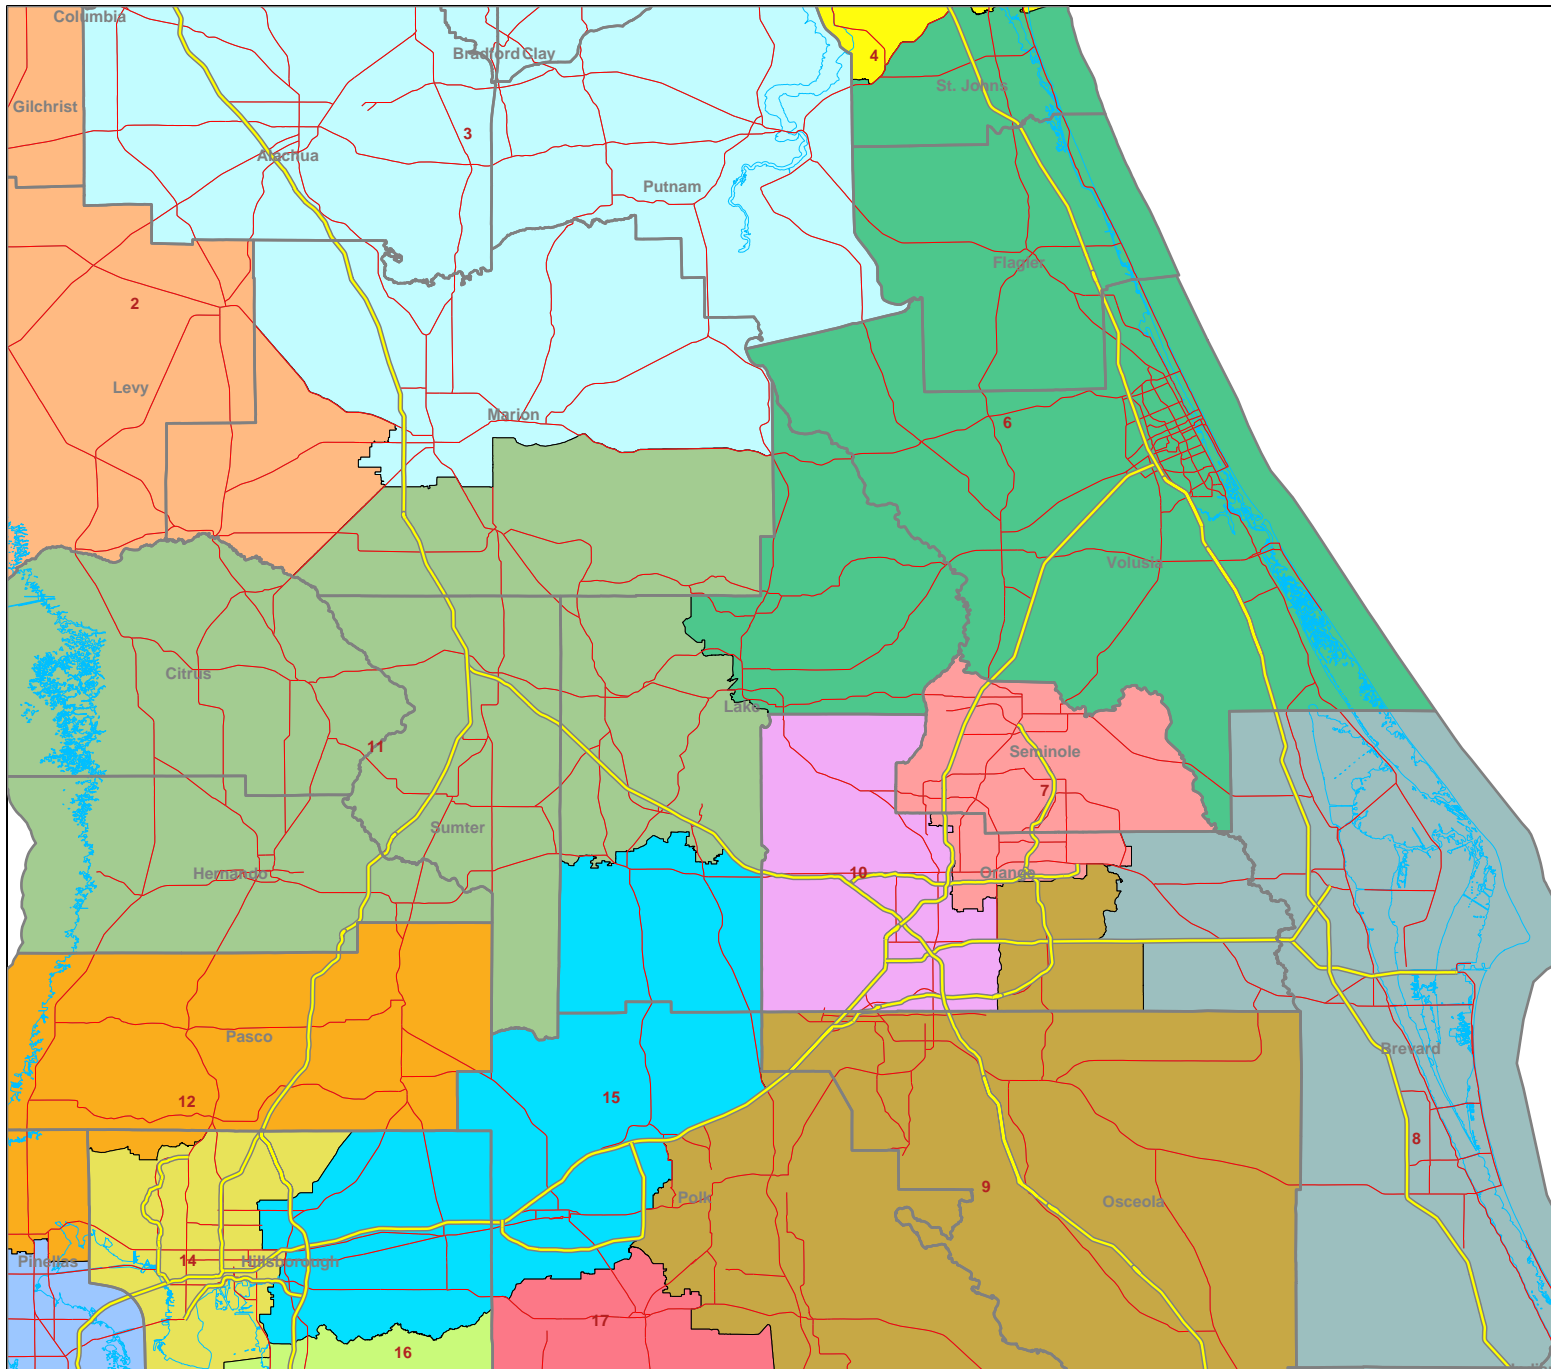 Columbia
Bradford Clay
4
St. Johns
Gilchrist
3
Alachua
Putnam
Flagler
2
Levy
Marion
6
Volusia
Citrus
Lake
11
Seminole
7
Sumter
Hernando
10
Orange
Pasco
Brevard
12
15
8
Polk
9
Osceola
Pinellas
14
Hillsborough
17
16